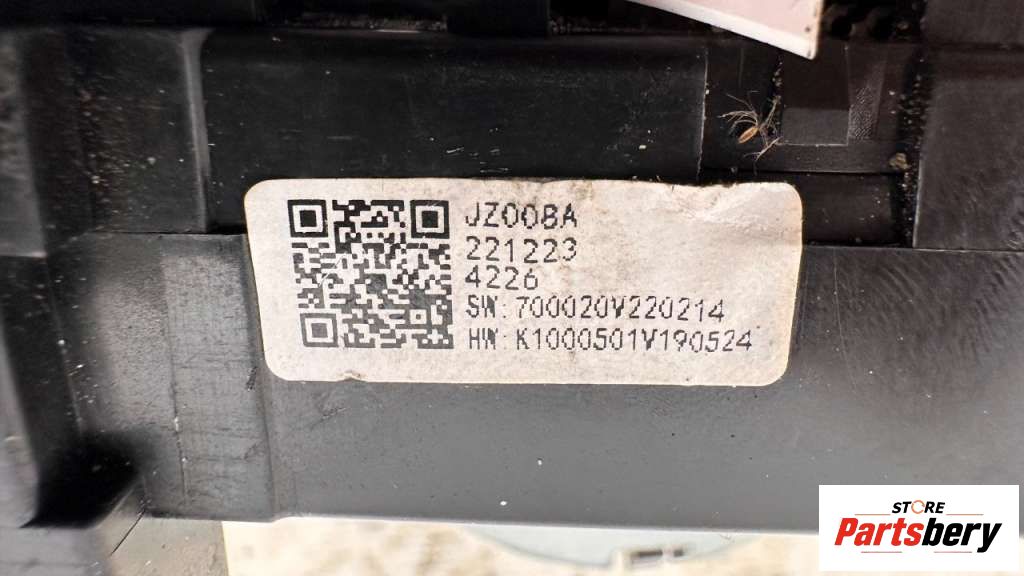 JZ008A
221223
4226
SW: 700020V220214
HW: K1000501V190524
STORE
Partsbery